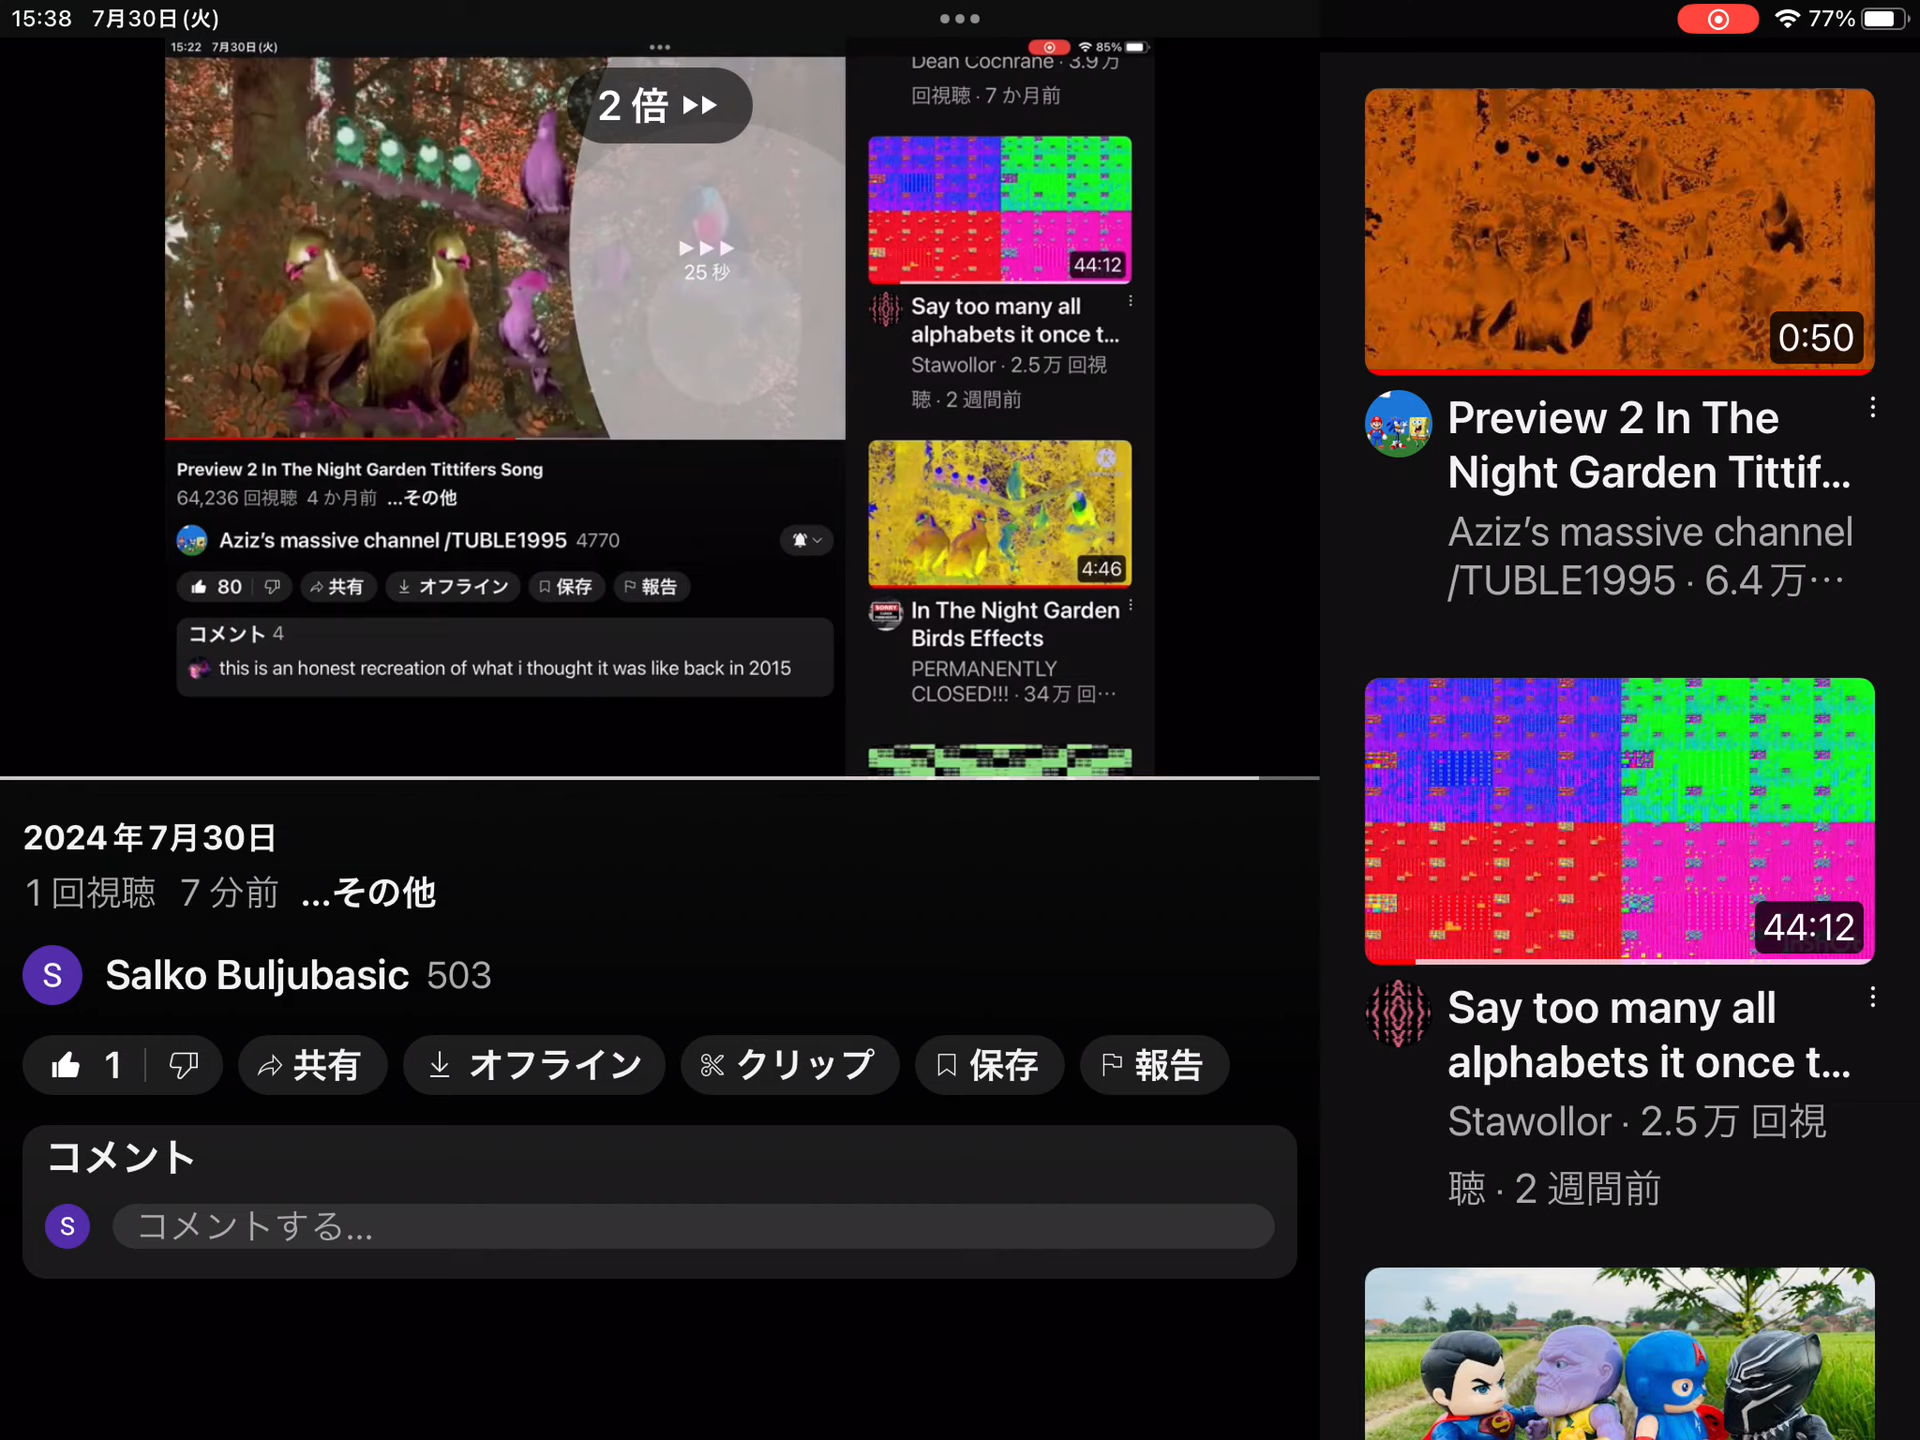 15:38 7月30日(火)
77%
15:22 7月30日(火)
85%
2倍
25秒
Preview 2 In The Night Garden Tittifers Song
64,236 回視聴 4 か月前 ...その他
Aziz's massive channel /TUBLE1995 4770
80
共有
オフライン
保存
報告
コメント 4
this is an honest recreation of what i thought it was like back in 2015
Dean Cochrane · 3.9万
回視聴 · 7 か月前
44:12
Say too many all
alphabets it once t...
Stawollor · 2.5万 回視
聴 · 2 週間前
4:46
In The Night Garden
Birds Effects
PERMANENTLY
CLOSED!!! · 34万 回…
2024年7月30日
1 回視聴 7 分前 ...その他
S
Salko Buljubasic 503
1
共有
オフライン
クリップ
保存
報告
コメント
S
コメントする...
0:50
Preview 2 In The
Night Garden Tittif...
Aziz's massive channel
/TUBLE1995 · 6.4万…
44:12
Say too many all
alphabets it once t...
Stawollor · 2.5万 回視
聴 · 2 週間前